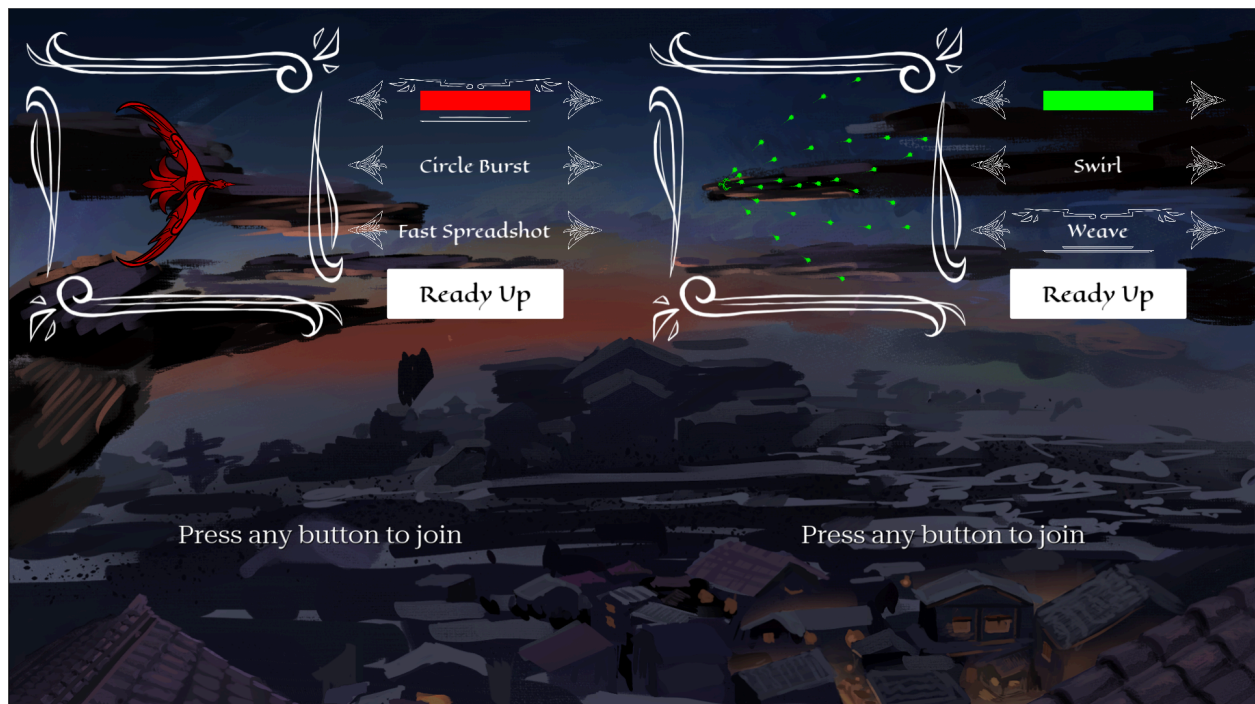 Circle Burst
Fast Spreadshot
Ready Up
Swirl
Weave
Ready Up
Press any button to join
Press any button to join